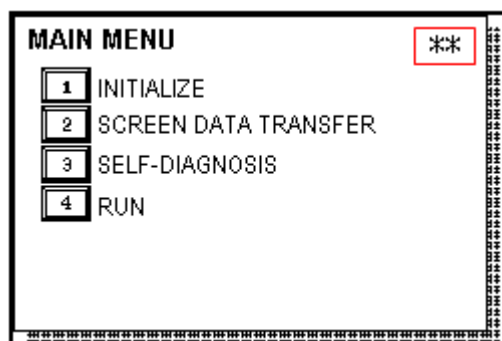 MAIN MENU **
1 INITIALIZE
2 SCREEN DATA TRANSFER
3 SELF-DIAGNOSIS
4 RUN